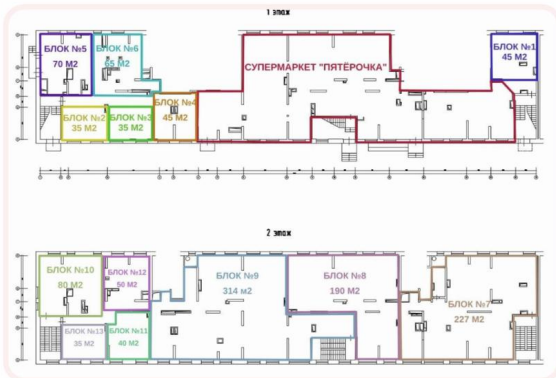 1 этаж
БЛОК №5
70 М2
БЛОК №6
65 М2
СУПЕРМАРКЕТ "ПЯТЁРОЧКА"
БЛОК №1
45 М2
БЛОК №2
35 М2
БЛОК №3
35 М2
БЛОК №4
45 М2
2 этаж
БЛОК №10
80 М2
БЛОК №12
50 М2
БЛОК №9
314 м2
БЛОК №8
190 М2
БЛОК №7
227 М2
БЛОК №13
35 М2
БЛОК №11
40 М2